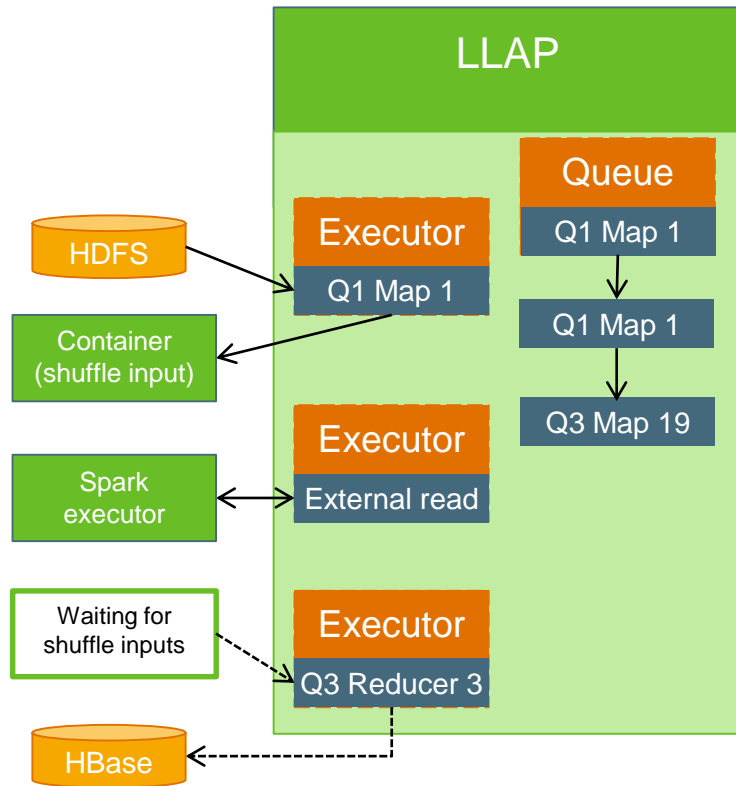 LLAP
Queue
Q1 Map 1
Executor
HDFS
Q1 Map 1
Q1 Map 1
Container
(shuffle input)
Q3 Map 19
Executor
Spark
executor
External read
Waiting for
shuffle inputs
Executor
Q3 Reducer 3
HBase